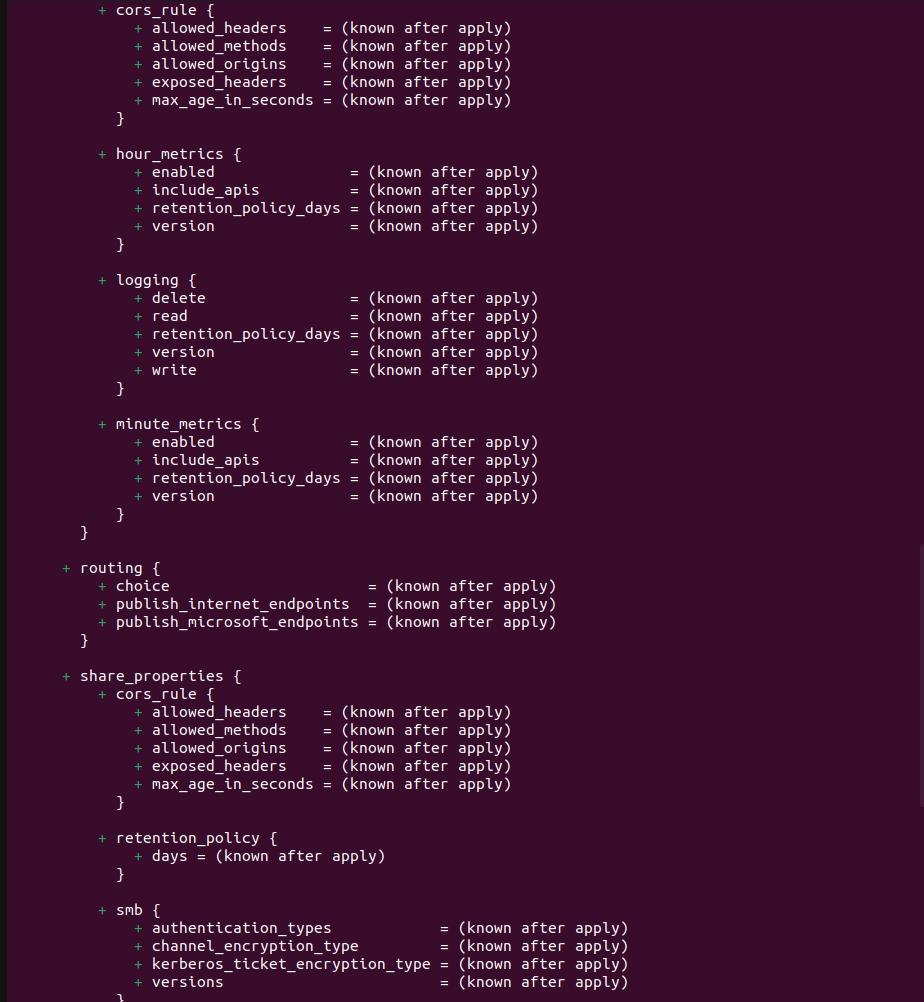 + cors_rule {
+ allowed_headers    = (known after apply)
+ allowed_methods    = (known after apply)
+ allowed_origins    = (known after apply)
+ exposed_headers    = (known after apply)
+ max_age_in_seconds = (known after apply)
}
+ hour_metrics {
+ enabled               = (known after apply)
+ include_apis          = (known after apply)
+ retention_policy_days = (known after apply)
+ version               = (known after apply)
}
+ logging {
+ delete                = (known after apply)
+ read                  = (known after apply)
+ retention_policy_days = (known after apply)
+ version               = (known after apply)
+ write                 = (known after apply)
}
+ minute_metrics {
+ enabled               = (known after apply)
+ include_apis          = (known after apply)
+ retention_policy_days = (known after apply)
+ version               = (known after apply)
}
}
+ routing {
+ choice                      = (known after apply)
+ publish_internet_endpoints  = (known after apply)
+ publish_microsoft_endpoints = (known after apply)
}
+ share_properties {
+ cors_rule {
+ allowed_headers    = (known after apply)
+ allowed_methods    = (known after apply)
+ allowed_origins    = (known after apply)
+ exposed_headers    = (known after apply)
+ max_age_in_seconds = (known after apply)
}
+ retention_policy {
+ days = (known after apply)
}
+ smb {
+ authentication_types            = (known after apply)
+ channel_encryption_type         = (known after apply)
+ kerberos_ticket_encryption_type = (known after apply)
+ versions                        = (known after apply)
}